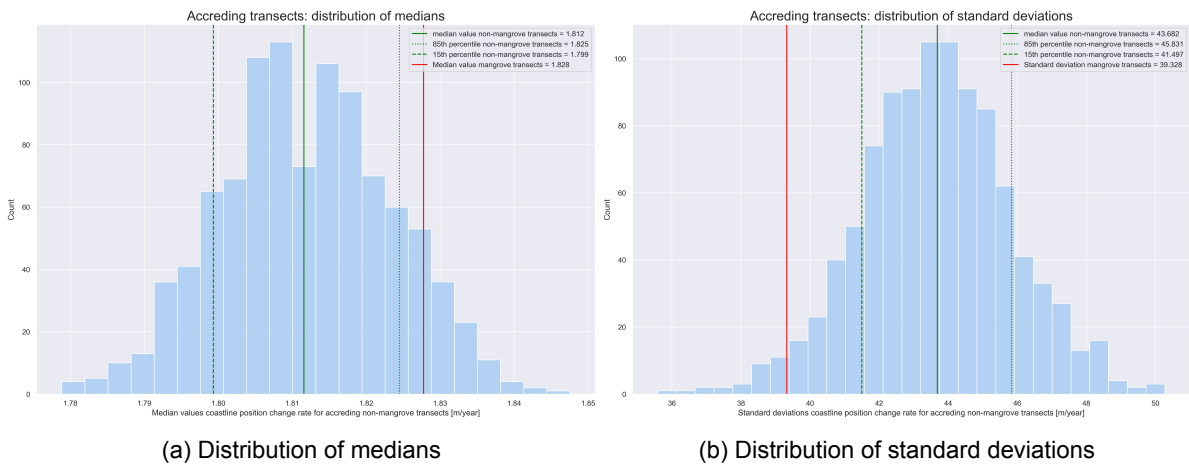 Accreding transects: distribution of medians
median value non-mangrove transects = 1.812
85th percentile non-mangrove transects = 1.825
15th percentile non-mangrove transects = 1.799
Median value mangrove transects = 1.828
Count
100
80
60
40
20
0
1.78 1.79 1.80 1.81 1.82 1.83 1.84 1.85
Median values coastline position change rate for accreding non-mangrove transects [m/year]
(a) Distribution of medians
Accreding transects: distribution of standard deviations
median value non-mangrove transects = 43.682
85th percentile non-mangrove transects = 45.831
15th percentile non-mangrove transects = 41.497
Standard deviation mangrove transects = 39.328
Count
100
80
60
40
20
0
36 38 40 42 44 46 48 50
Standard deviations coastline position change rate for accreding non-mangrove transects [m/year]
(b) Distribution of standard deviations